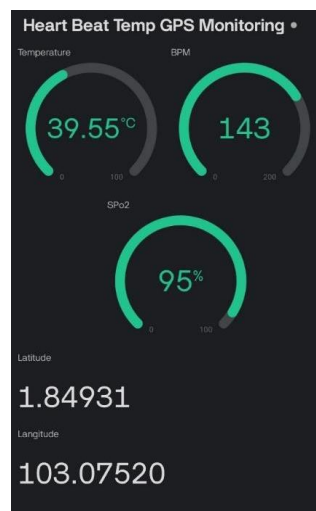 Heart Beat Temp GPS Monitoring
Temperature
BPM
39.55°C
143
0
100
0
200
SPo2
95%
0
100
Latitude
1.84931
Langitude
103.07520